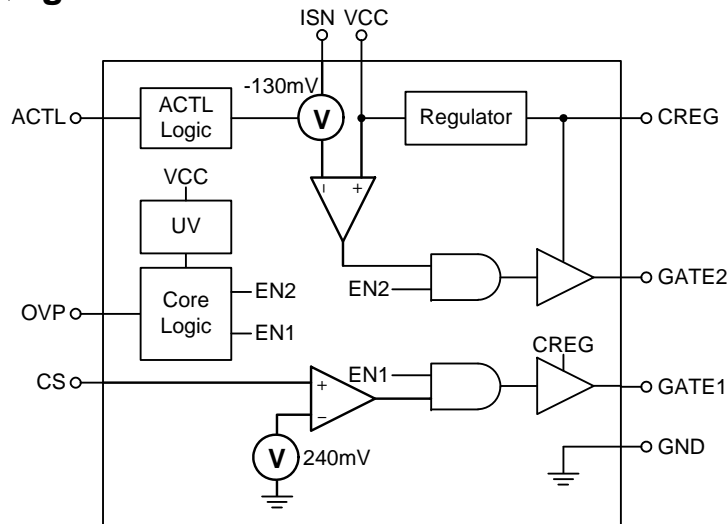 ISN VCC
-130mV
ACTL
ACTL
Logic
V
Regulator
CREG
VCC
UV
− +
OVP
Core
Logic
EN2
EN1
EN2
GATE2
CREG
CS
EN1
+
−
GATE1
V
240mV
GND